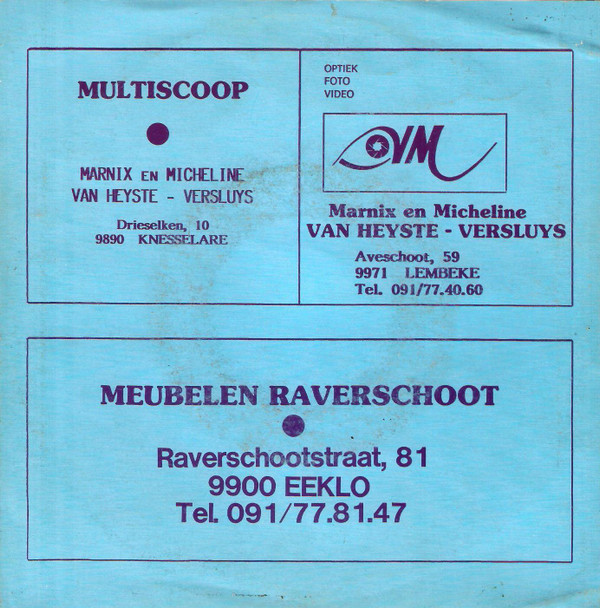 MULTISCOOP
MARNIX EN MICHELINE
VAN HEYSTE - VERSLUYS
Drieselken, 10
9890 KNESSELARE
OPTIEK
FOTO
VIDEO
OVM
Marnix en Micheline
VAN HEYSTE - VERSLUYS
Aveschoot, 59
9971 LEMBEKE
Tel. 091/77.40.60
MEUBELEN RAVERSCHOOT
Raverschootstraat, 81
9900 EEKLO
Tel. 091/77.81.47